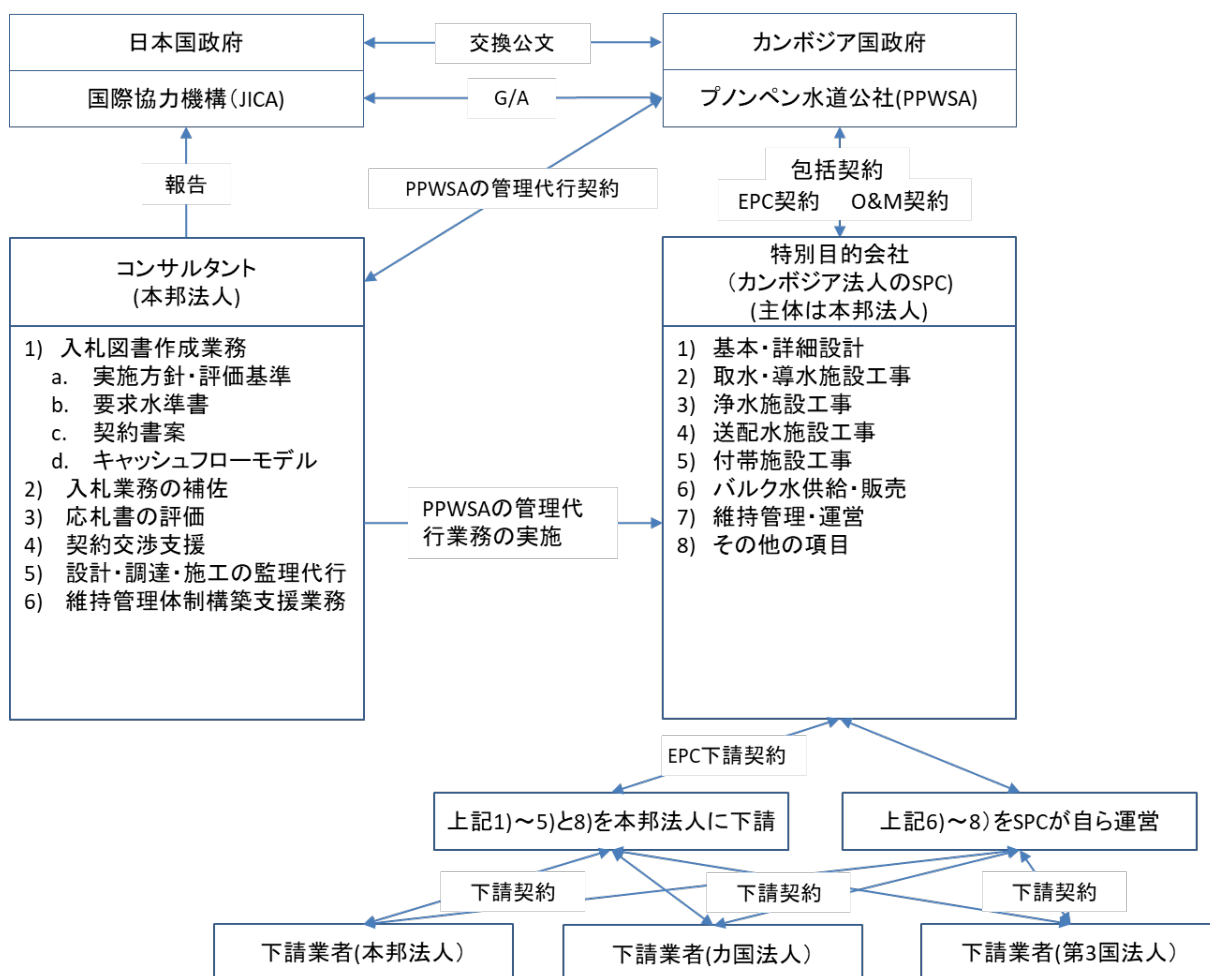 日本国政府
交換公文
カンボジア国政府
国際協力機構(JICA)
G/A
プノンペン水道公社(PPWSA)
報告
PPWSAの管理代行契約
包括契約
EPC契約 O&M契約
コンサルタント
(本邦法人)
1) 入札図書作成業務
a. 実施方針・評価基準
b. 要求水準書
c. 契約書案
d. キャッシュフローモデル
2) 入札業務の補佐
3) 応札書の評価
4) 契約交渉支援
5) 設計・調達・施工の監理代行
6) 維持管理体制構築支援業務
PPWSAの管理代
行業務の実施
特別目的会社
(カンボジア法人のSPC)
(主体は本邦法人)
1) 基本・詳細設計
2) 取水・導水施設工事
3) 浄水施設工事
4) 送配水施設工事
5) 付帯施設工事
6) バルク水供給・販売
7) 維持管理・運営
8) その他の項目
EPC下請契約
上記1)～5)と8)を本邦法人に下請
上記6)～8）をSPCが自ら運営
下請契約
下請契約
下請契約
下請業者(本邦法人）
下請業者(カ国法人）
下請業者(第3国法人）